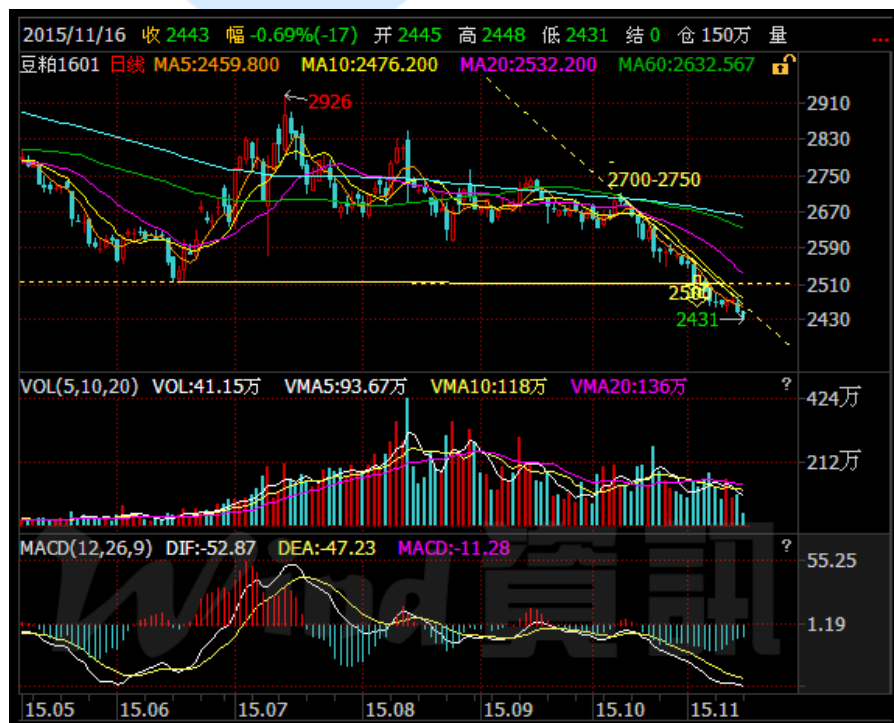 2015/11/16 收 2443 幅 -0.69%(-17) 开 2445 高 2448 低 2431 结 0 仓 150万 量 ...
豆粕1601 日线 MA5:2459.800 MA10:2476.200 MA20:2532.200 MA60:2632.567
2926
2910
2830
2750
2700-2750
2670
2590
2510
2431
2430
VOL(5,10,20) VOL:41.15万 VMA5:93.67万 VMA10:118万 VMA20:136万 ?
424万
212万
MACD(12,26,9) DIF:-52.87 DEA:-47.23 MACD:-11.28 ?
55.25
Wind資訊
1.19
15.05 15.06 15.07 15.08 15.09 15.10 15.11